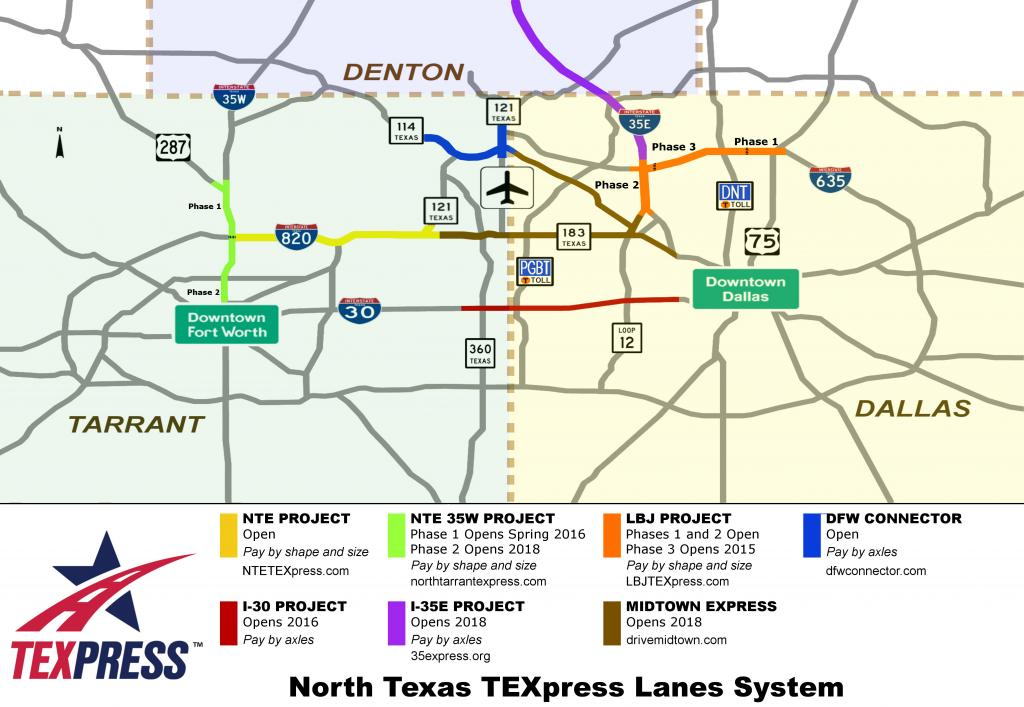 DENTON
INTERSTATE
35W
121
TEXAS
114
TEXAS
INTERSTATE
35E
N
287
Phase 3
Phase 1
Phase 2
INTERSTATE
635
DNT
TOLL
Phase 1
121
TEXAS
INTERSTATE
820
183
TEXAS
75
PGBT
TOLL
Phase 2
Downtown
Dallas
INTERSTATE
30
Downtown
Fort Worth
LOOP
12
360
TEXAS
TARRANT
DALLAS
NTE PROJECT
Open
Pay by shape and size
NTETEXpress.com
NTE 35W PROJECT
Phase 1 Opens Spring 2016
Phase 2 Opens 2018
Pay by shape and size
northtarrantexpress.com
LBJ PROJECT
Phases 1 and 2 Open
Phase 3 Opens 2015
Pay by shape and size
LBJTEXpress.com
DFW CONNECTOR
Open
Pay by axles
dfwconnector.com
I-30 PROJECT
Opens 2016
Pay by axles
I-35E PROJECT
Opens 2018
Pay by axles
35express.org
MIDTOWN EXPRESS
Opens 2018
drivemidtown.com
TEXPRESS™
North Texas TEXpress Lanes System